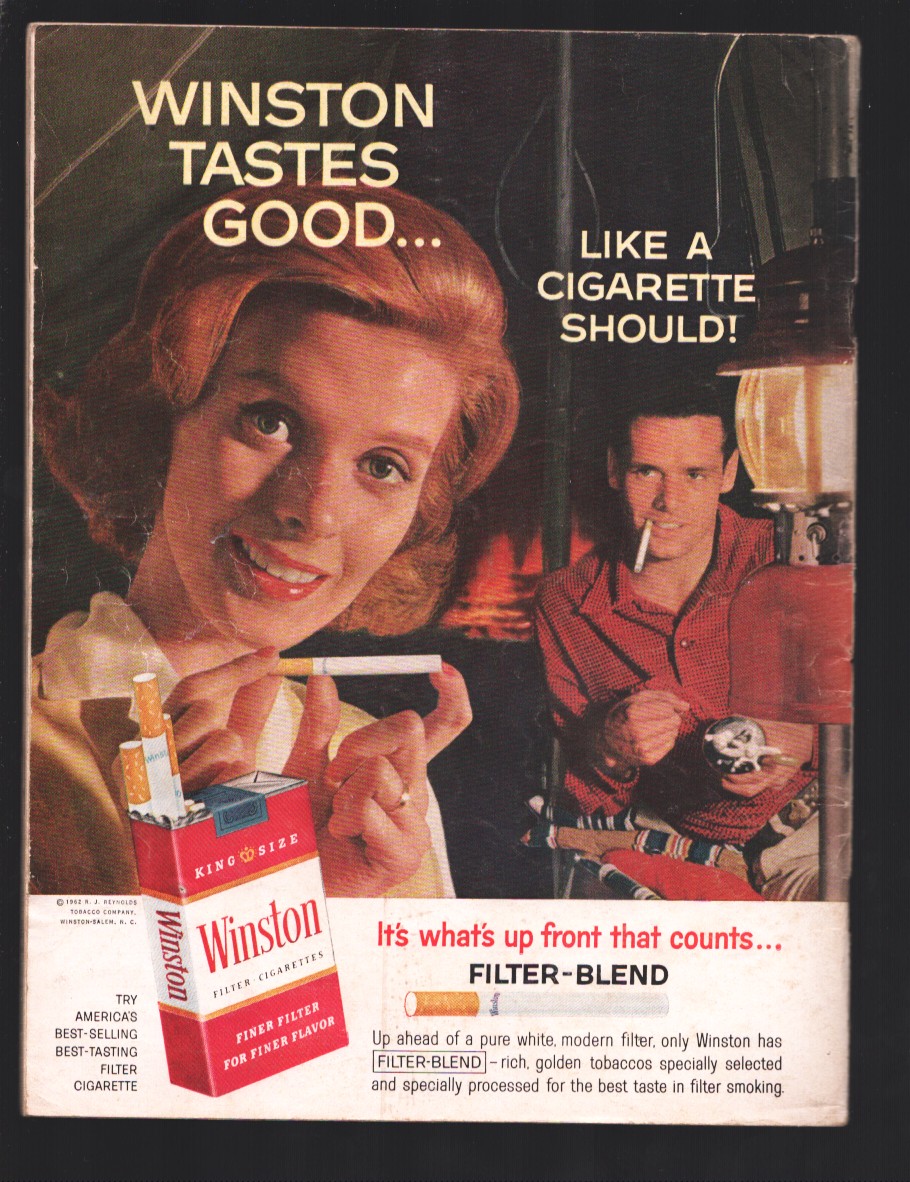 WINSTON
TASTES
GOOD...
LIKE A
CIGARETTE
SHOULD!
Winston
KING SIZE
Winston
Winston
FILTER-CIGARETTES
FINER FILTER
FOR FINER FLAVOR
© 1962 R. J. REYNOLDS
TOBACCO COMPANY,
WINSTON-SALEM, N. C.
TRY
AMERICA'S
BEST-SELLING
BEST-TASTING
FILTER
CIGARETTE
It's what's up front that counts...
FILTER-BLEND
Winston
Up ahead of a pure white, modern filter, only Winston has
FILTER-BLEND – rich, golden tobaccos specially selected
and specially processed for the best taste in filter smoking.